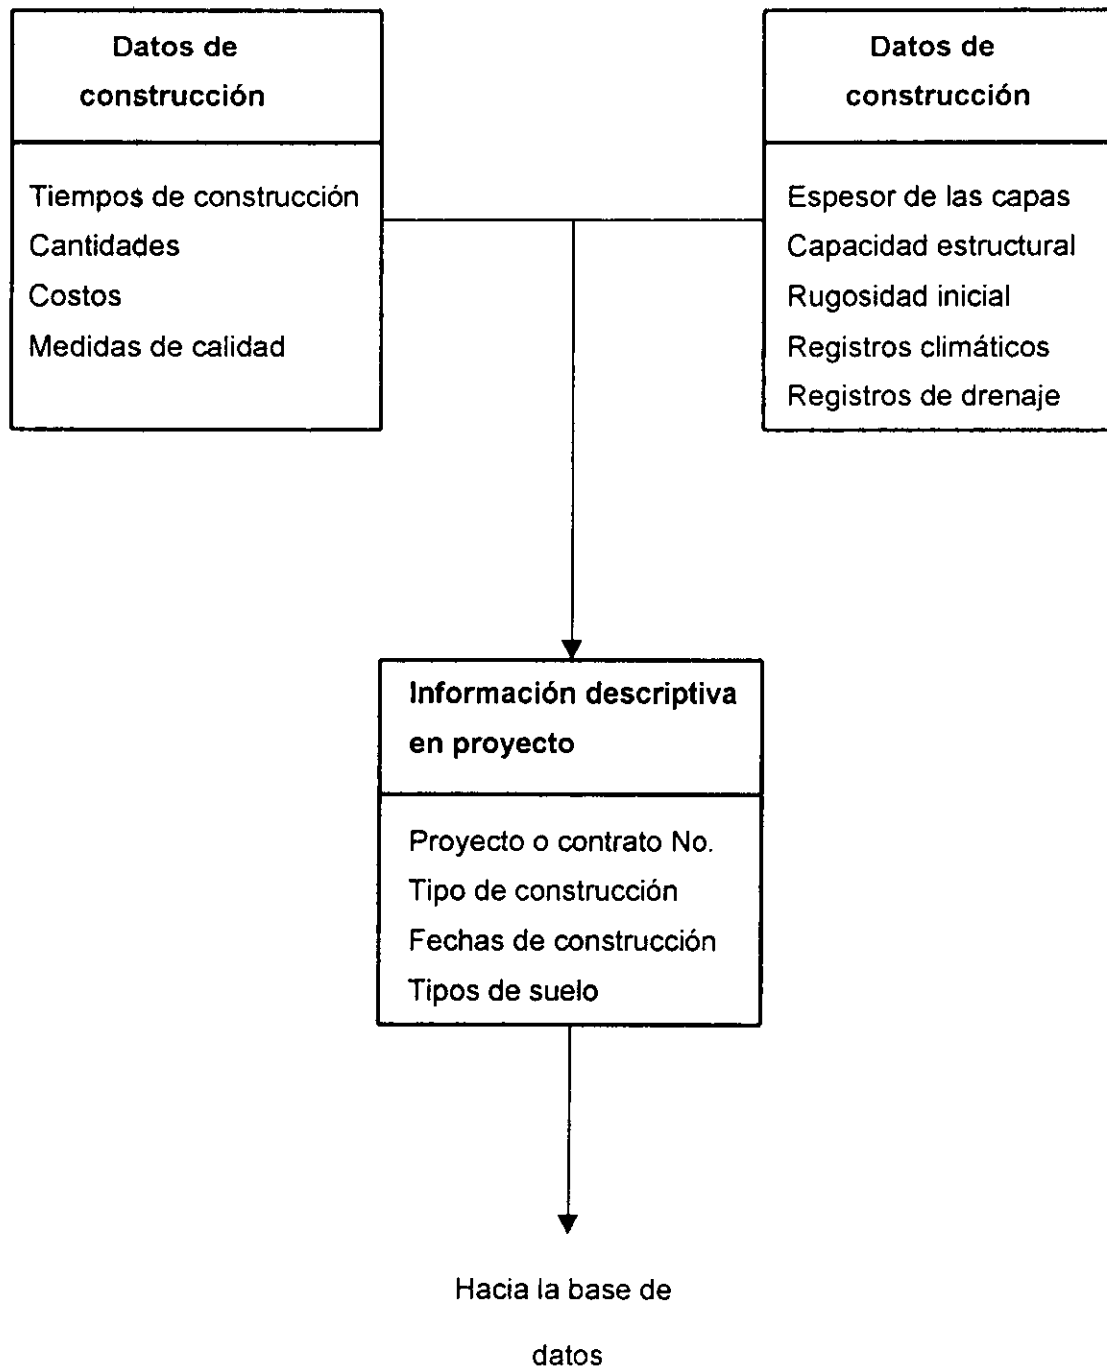 Datos de
construcción
Tiempos de construcción
Cantidades
Costos
Medidas de calidad
Datos de
construcción
Espesor de las capas
Capacidad estructural
Rugosidad inicial
Registros climáticos
Registros de drenaje
Información descriptiva
en proyecto
Proyecto o contrato No.
Tipo de construcción
Fechas de construcción
Tipos de suelo
Hacia la base de
datos